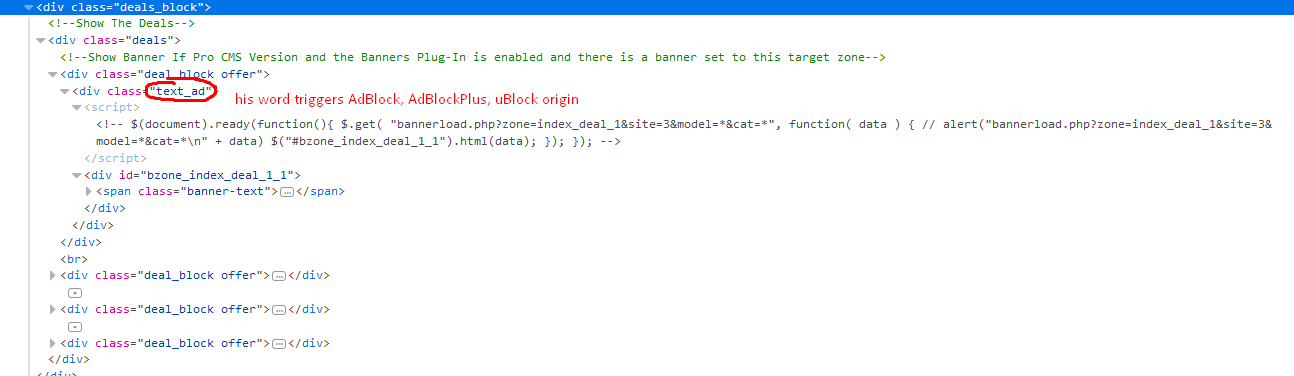 <div class="deals_block">
<!--Show The Deals-->
<div class="deals">
<!--Show Banner If Pro CMS Version and the Banners Plug-In is enabled and there is a banner set to this target zone-->
<div class="deal_block offer">
<div class="text_ad" his word triggers AdBlock, AdBlockPlus, uBlock origin
<script>
<!-- $(document).ready(function(){ $.get( "bannerload.php?zone=index_deal_1&site=3&model=*&cat=*", function( data ) { // alert("bannerload.php?zone=index_deal_1&site=3&
model=*&cat=*\n" + data) $("#bzone_index_deal_1_1").html(data); }); }); -->
</script>
<div id="bzone_index_deal_1_1">
<span class="banner-text">…</span>
</div>
</div>
</div>
<br>
<div class="deal_block offer">…</div>
<div class="deal_block offer">…</div>
<div class="deal_block offer">…</div>
</div>
</div>